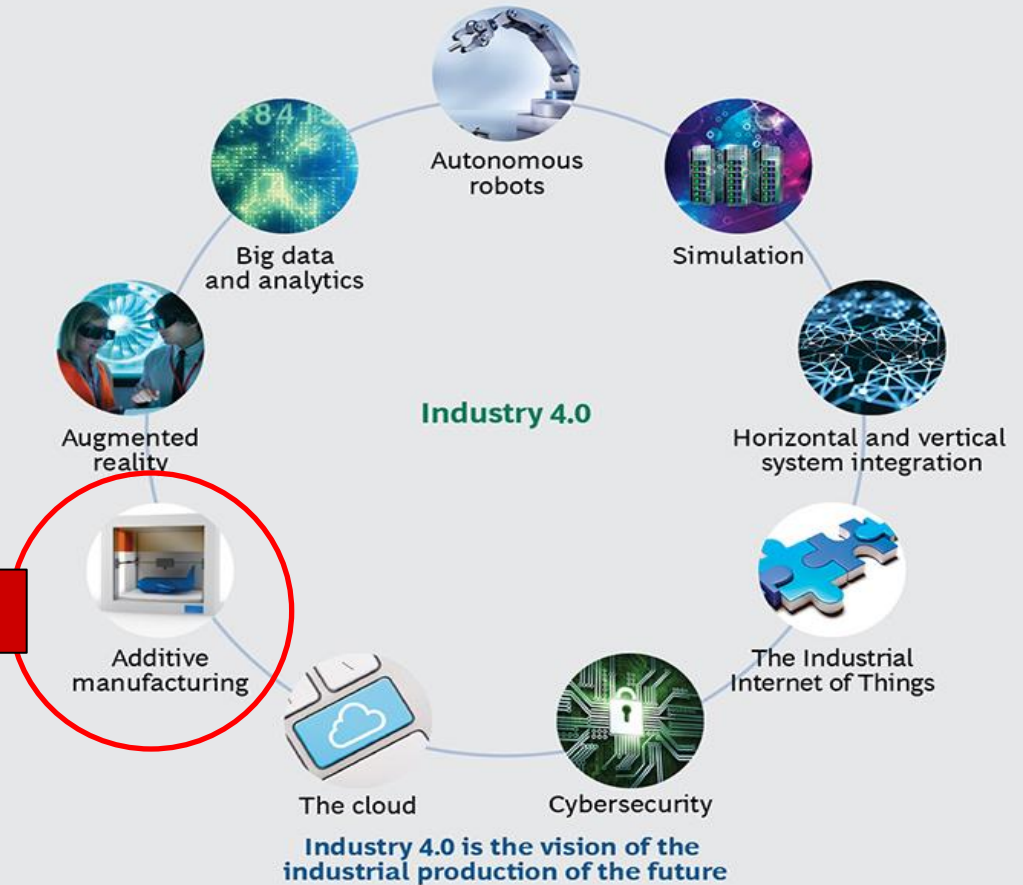 Autonomous
robots
Simulation
Horizontal and vertical
system integration
The Industrial
Internet of Things
Cybersecurity
The cloud
Additive
manufacturing
Augmented
reality
Big data
and analytics
Industry 4.0
Industry 4.0 is the vision of the
industrial production of the future